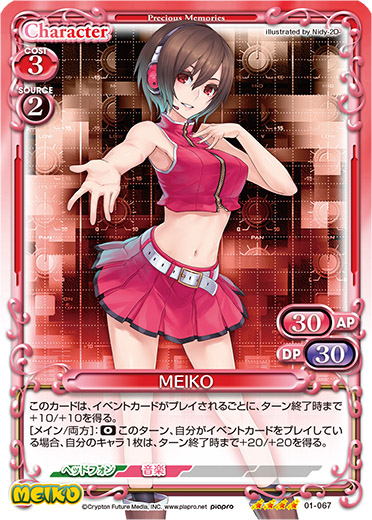 Precious Memories
Character
illustrated by Nidy-2D-
COST
3
SOURCE
2
30 AP
DP 30
MEIKO
このカードは、イベントカードがプレイされるごとに、ターン終了時まで
+10/+10を得る。
[メイン/両方]: このターン、自分がイベントカードをプレイしてい
る場合、自分のキャラ1枚は、ターン終了時まで+20/+20を得る。
ヘッドフォン 音楽
MEIKO
©Crypton Future Media, INC. www.piapro.net piapro
01-067